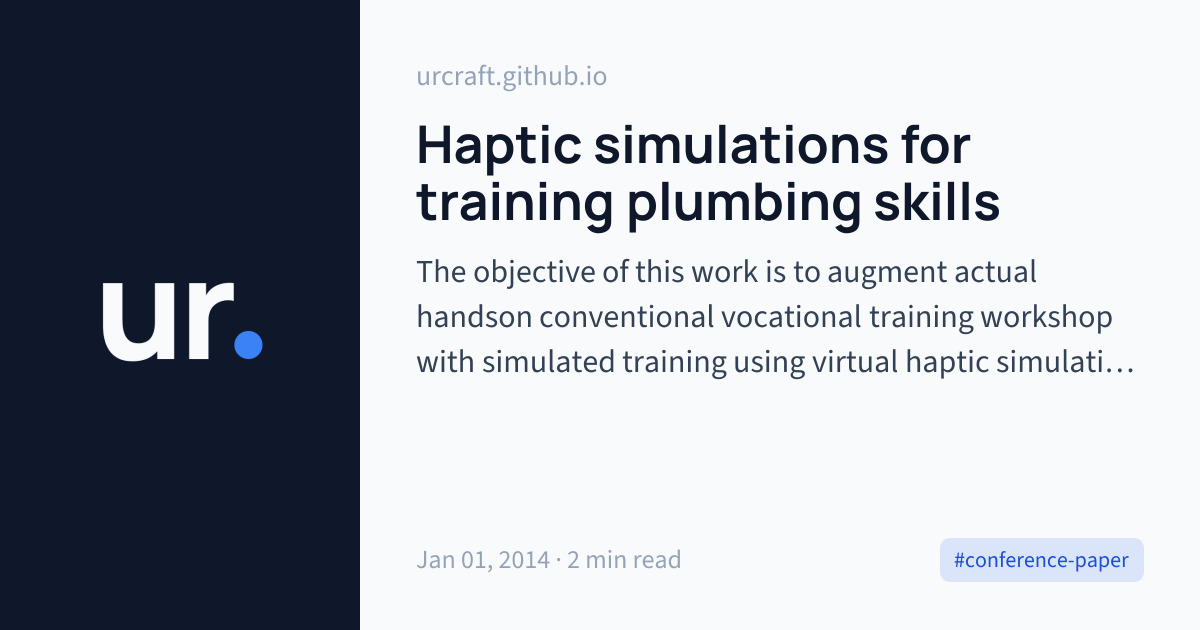 ur.
urcraft.github.io
Haptic simulations for
training plumbing skills
The objective of this work is to augment actual
handson conventional vocational training workshop
with simulated training using virtual haptic simulati…
Jan 01, 2014 · 2 min read
#conference-paper